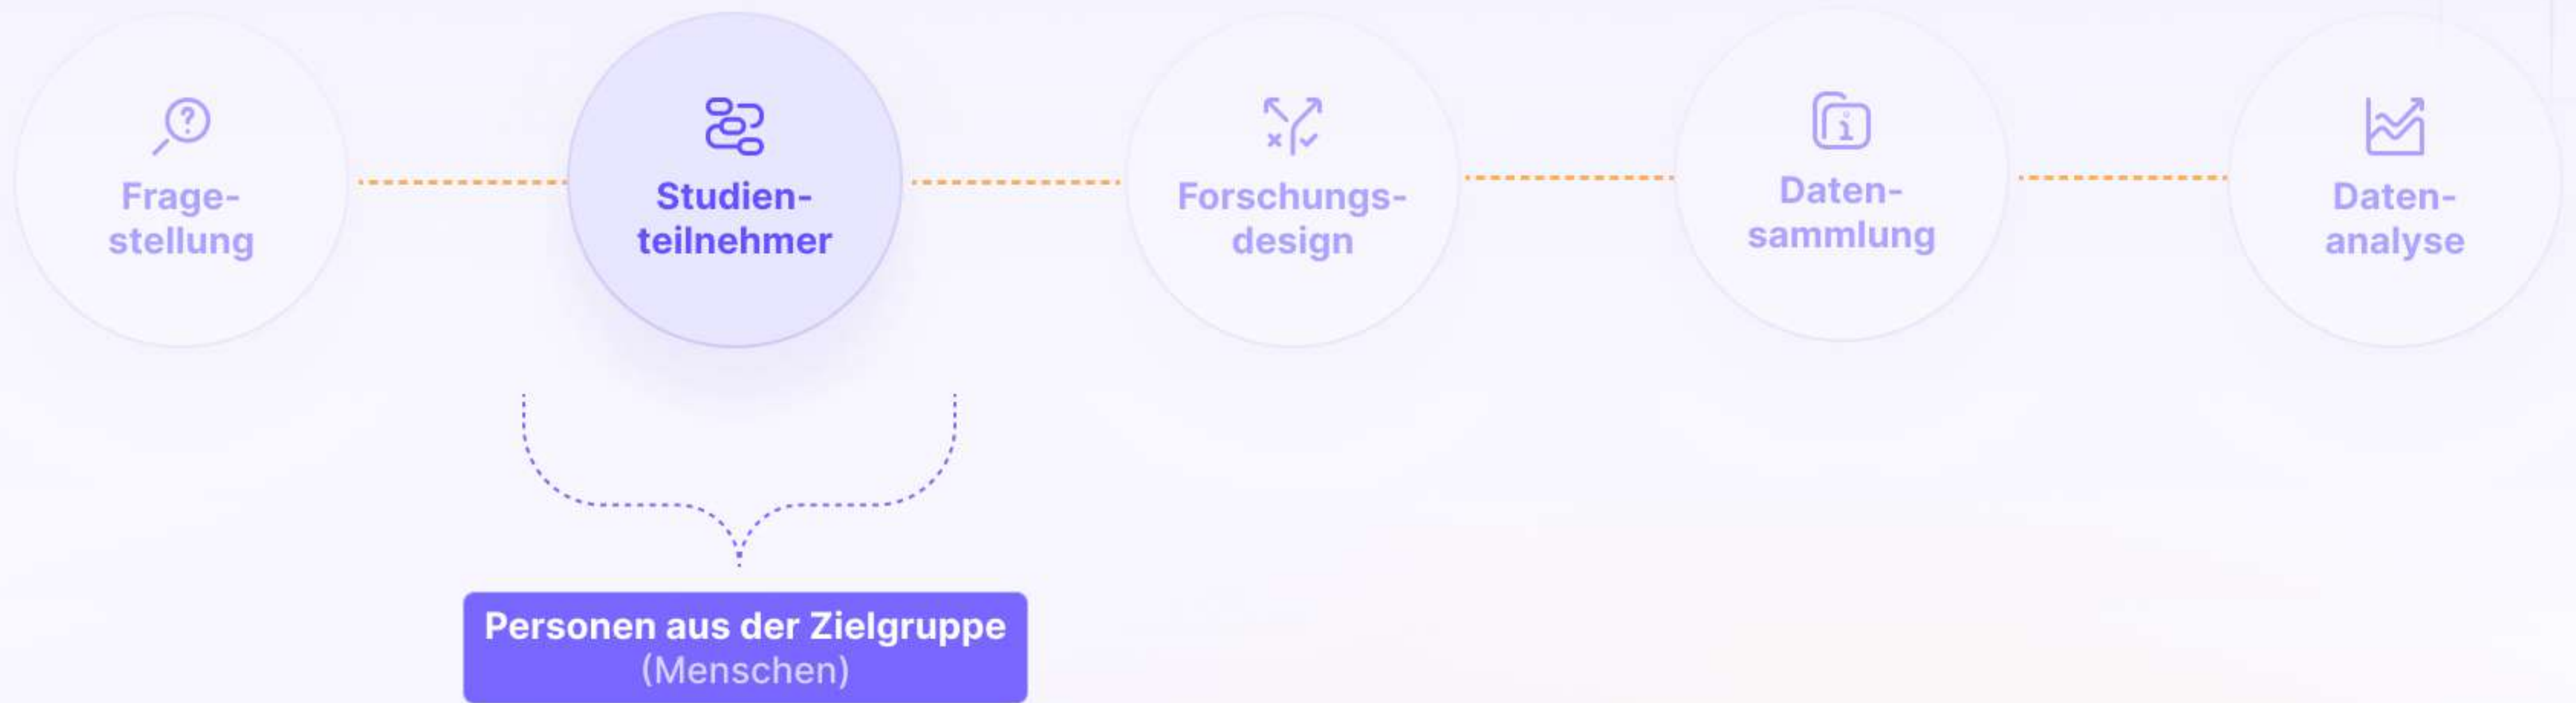 Frage-
stellung
Studien-
teilnehmer
Forschungs-
design
Daten-
sammlung
Daten-
analyse
Personen aus der Zielgruppe
(Menschen)